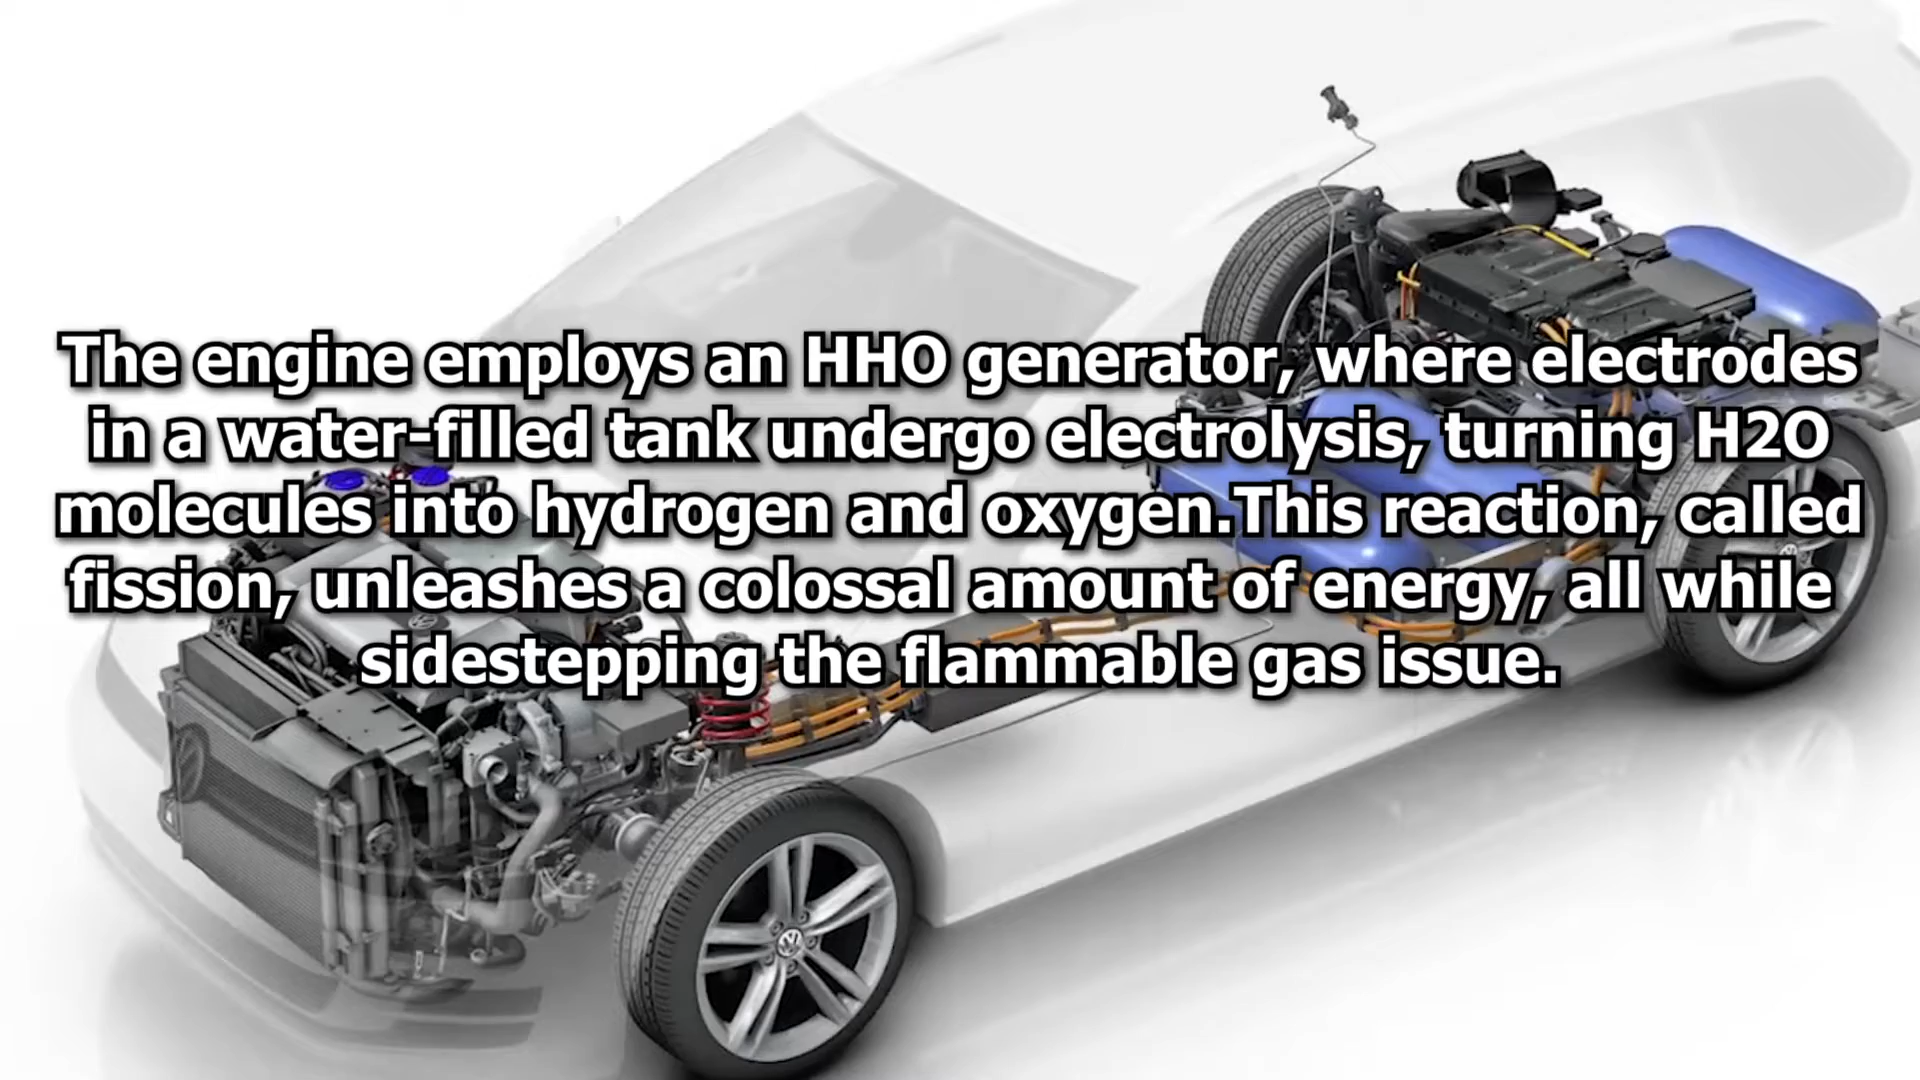 The engine employs an HHO generator, where electrodes
in a water-filled tank undergo electrolysis, turning H2O
molecules into hydrogen and oxygen.This reaction, called
fission, unleashes a colossal amount of energy, all while
sidestepping the flammable gas issue.